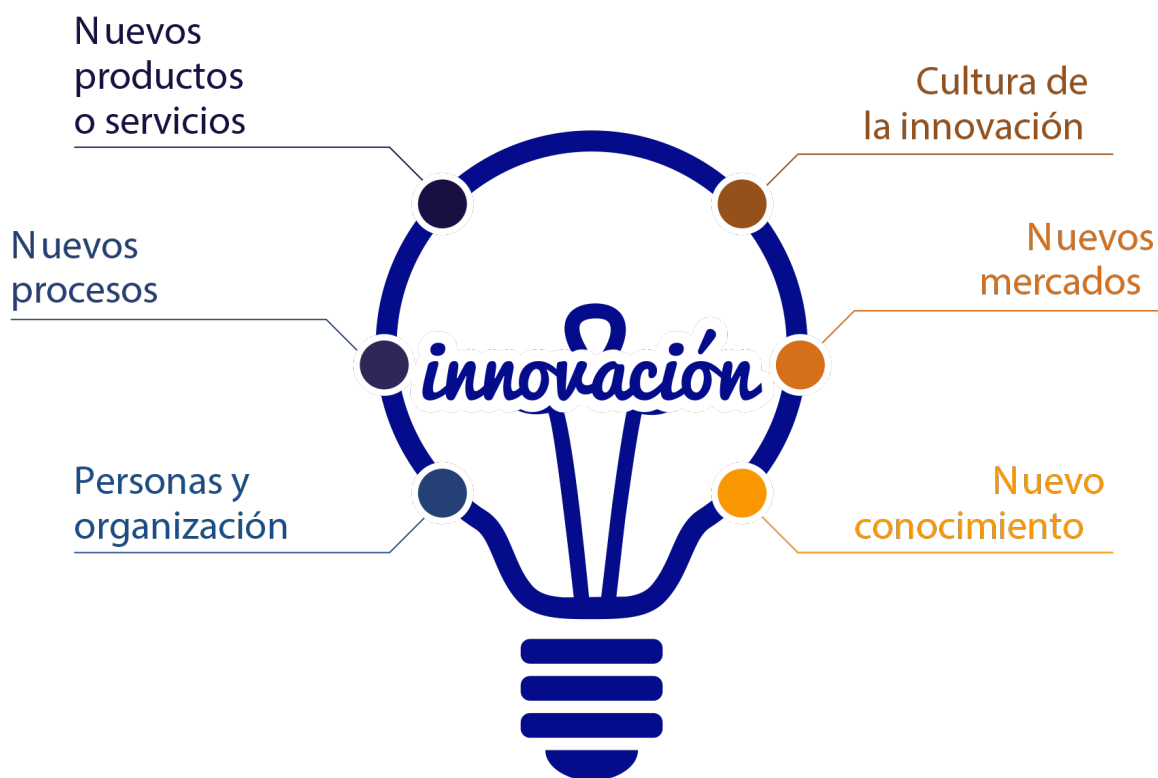 Nuevos
productos
o servicios
Cultura de
la innovación
Nuevos
procesos
Nuevos
mercados
innovación
Personas y
organización
Nuevo
conocimiento